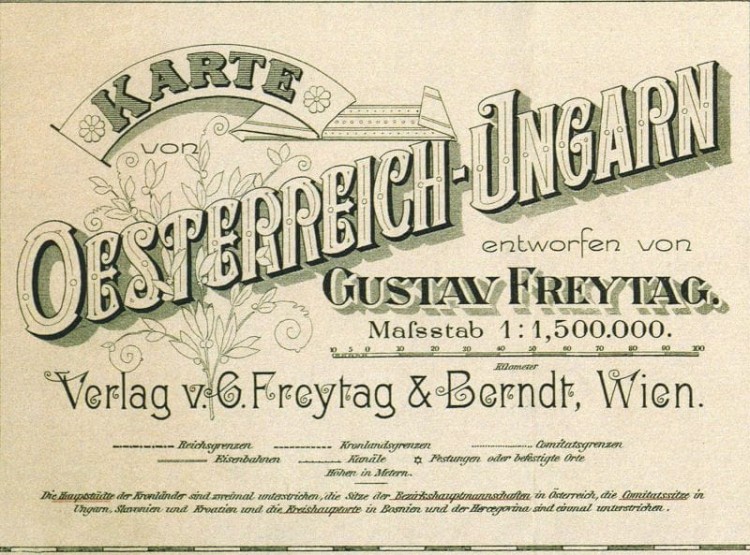 KARTE
von
OESTERREICH-UNGARN
entworfen von
GUSTAV FREYTAG.
Maſsstab 1:1,500.000.
10 5 0 10 20 30 40 50 60 70 80 90 100
Kilometer
Verlag v. G. Freytag & Berndt, Wien.
Reichsgrenzen Kronlandsgrenzen Comitatsgrenzen
Eisenbahnen Kanäle Festungen oder befestigte Orte
Höhen in Metern.
Die Hauptstädte der Kronländer sind zweimal unterstrichen, die Sitze der Bezirkshauptmannschaften in Österreich, die Comitatssitze in
Ungarn, Slavonien und Kroatien und die Kreishauptorte in Bosnien und der Hercegovina sind einmal unterstrichen.